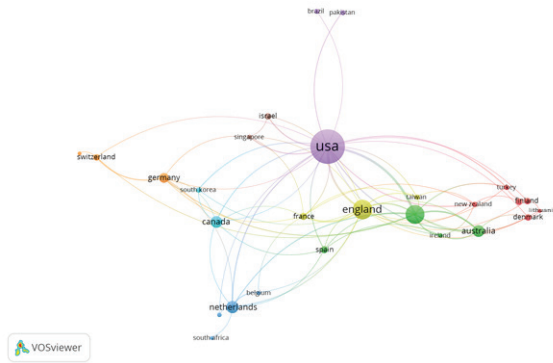 brazil
pakistan
israel
singapore
usa
switzerland
germany
south korea
turkey
taiwan
finland
new zealand
lithuania
france
england
denmark
canada
australia
ireland
spain
belgium
netherlands
south africa
VOSviewer